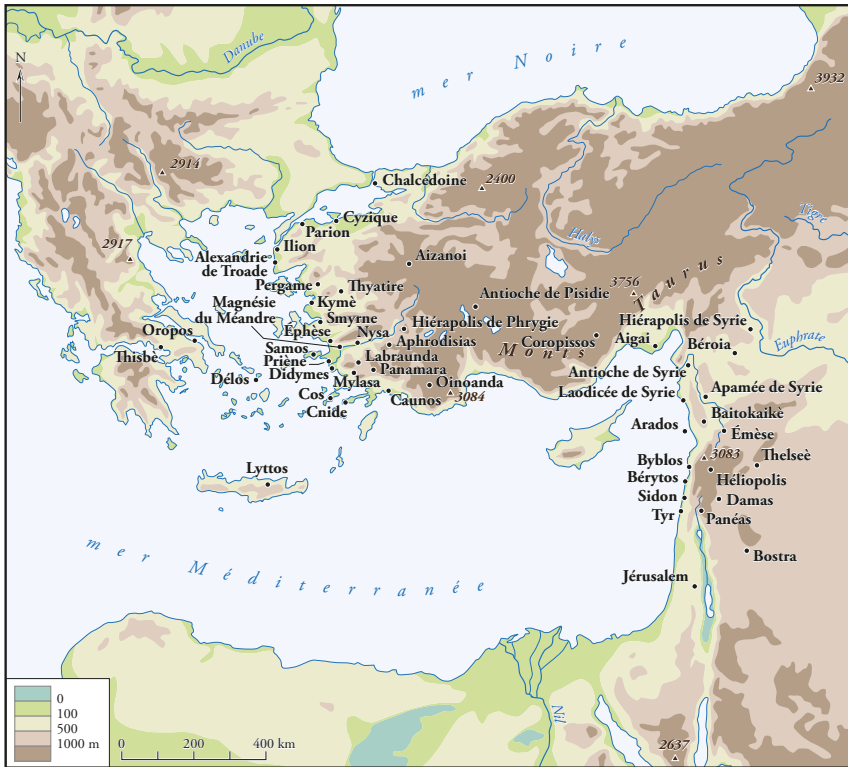 Danube
mer Noire
N
3932
2914
2400
Chalcédoine
Cyzique
Parion
Halys
Tigre
2917
Ilion
Alexandrie
de Troade
Aizanoi
Taurus
3756
Pergame
Thyatire
Antioche de Pisidie
Magnésie
du Méandre
Kymè
Smyrne
Hiérapolis de Phrygie
Hiérapolis de Syrie
Oropos
Éphèse
Nysa
Coropissos
Aigai
Euphrate
Thisbè
Samos
Aphrodisias
Monts
Béroia
Priène
Labraunda
Didymes
Panamara
Antioche de Syrie
Délos
Mylasa
Oinoanda
Laodicée de Syrie
Apamée de Syrie
Cos
Caunos
3084
Cnide
Baitokaikè
Arados
Émèse
Byblos
3083
Thelseè
Lyttos
Bérytos
Héliopolis
Sidon
Damas
Tyr
Panéas
mer Méditerranée
Bostra
Jérusalem
0
100
500
1000 m
0 200 400 km
Nil
2637